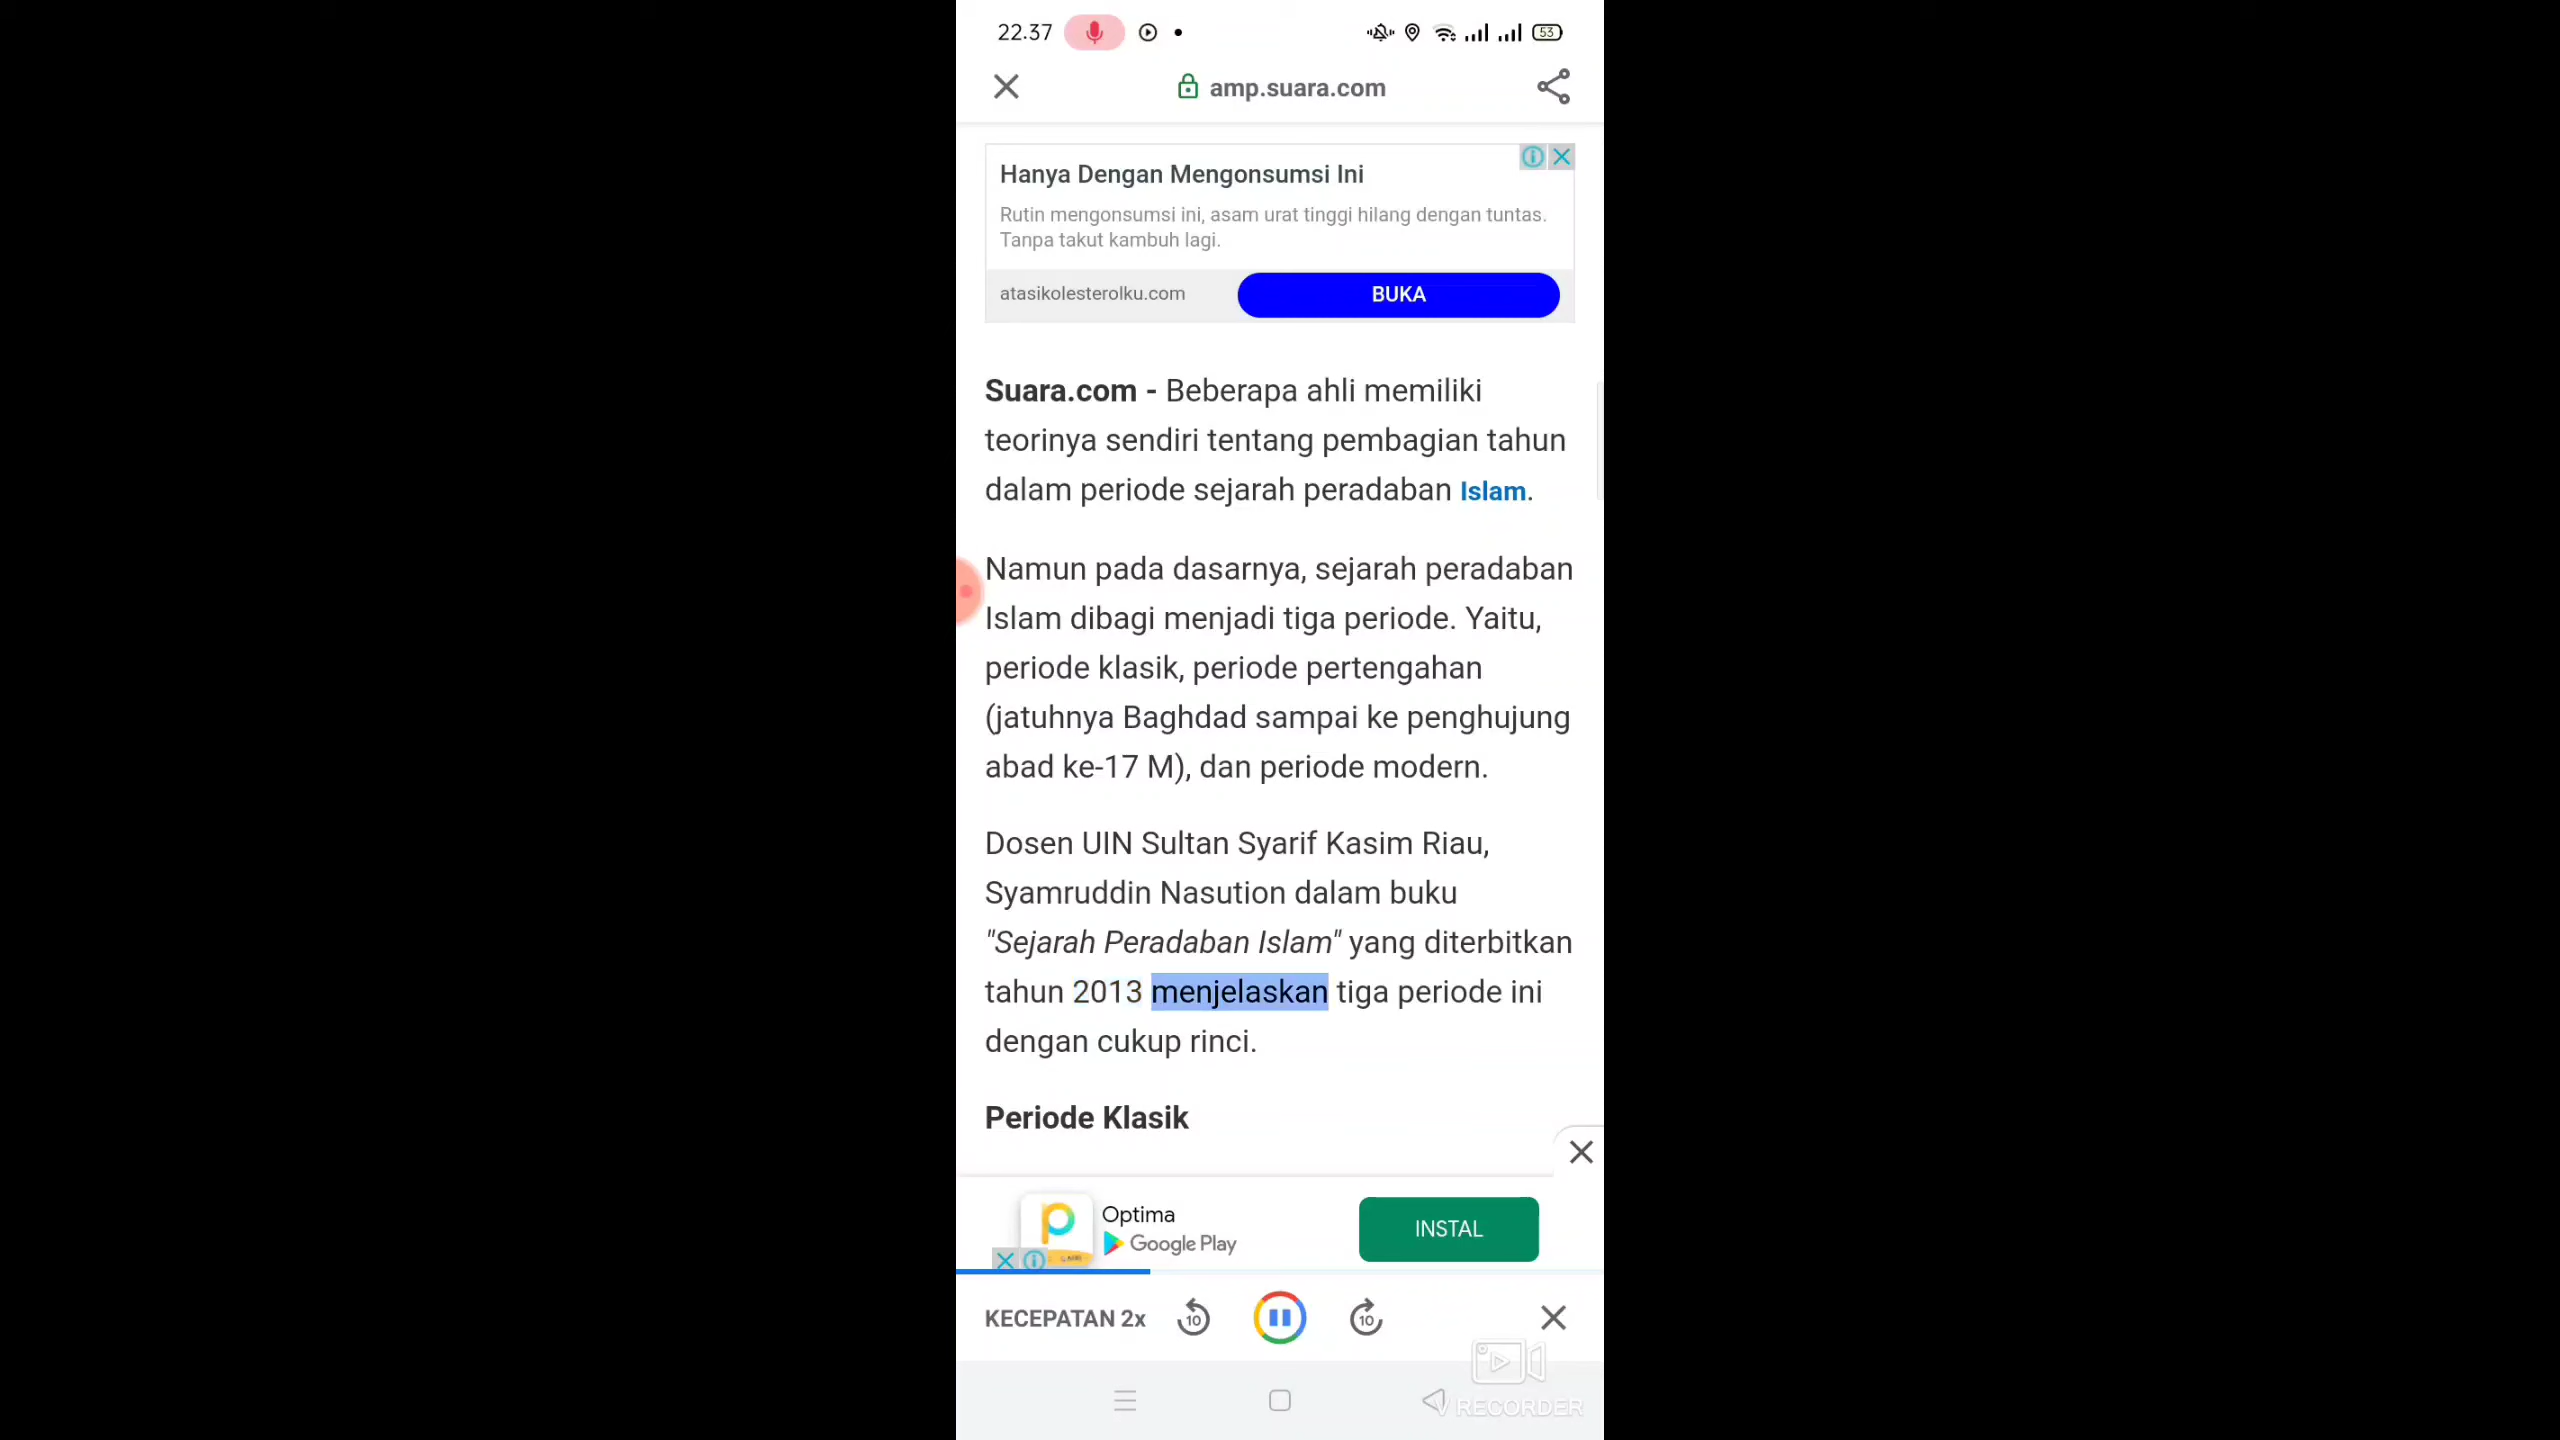 22.37
53
amp.suara.com
Hanya Dengan Mengonsumsi Ini
Rutin mengonsumsi ini, asam urat tinggi hilang dengan tuntas.
Tanpa takut kambuh lagi.
atasikolesterolku.com
BUKA
Suara.com - Beberapa ahli memiliki
teorinya sendiri tentang pembagian tahun
dalam periode sejarah peradaban Islam.
Namun pada dasarnya, sejarah peradaban
Islam dibagi menjadi tiga periode. Yaitu,
periode klasik, periode pertengahan
(jatuhnya Baghdad sampai ke penghujung
abad ke-17 M), dan periode modern.
Dosen UIN Sultan Syarif Kasim Riau,
Syamruddin Nasution dalam buku
"Sejarah Peradaban Islam" yang diterbitkan
tahun 2013 menjelaskan tiga periode ini
dengan cukup rinci.
Periode Klasik
Optima
Google Play
INSTAL
KECEPATAN 2x
10
10
V RECORDER